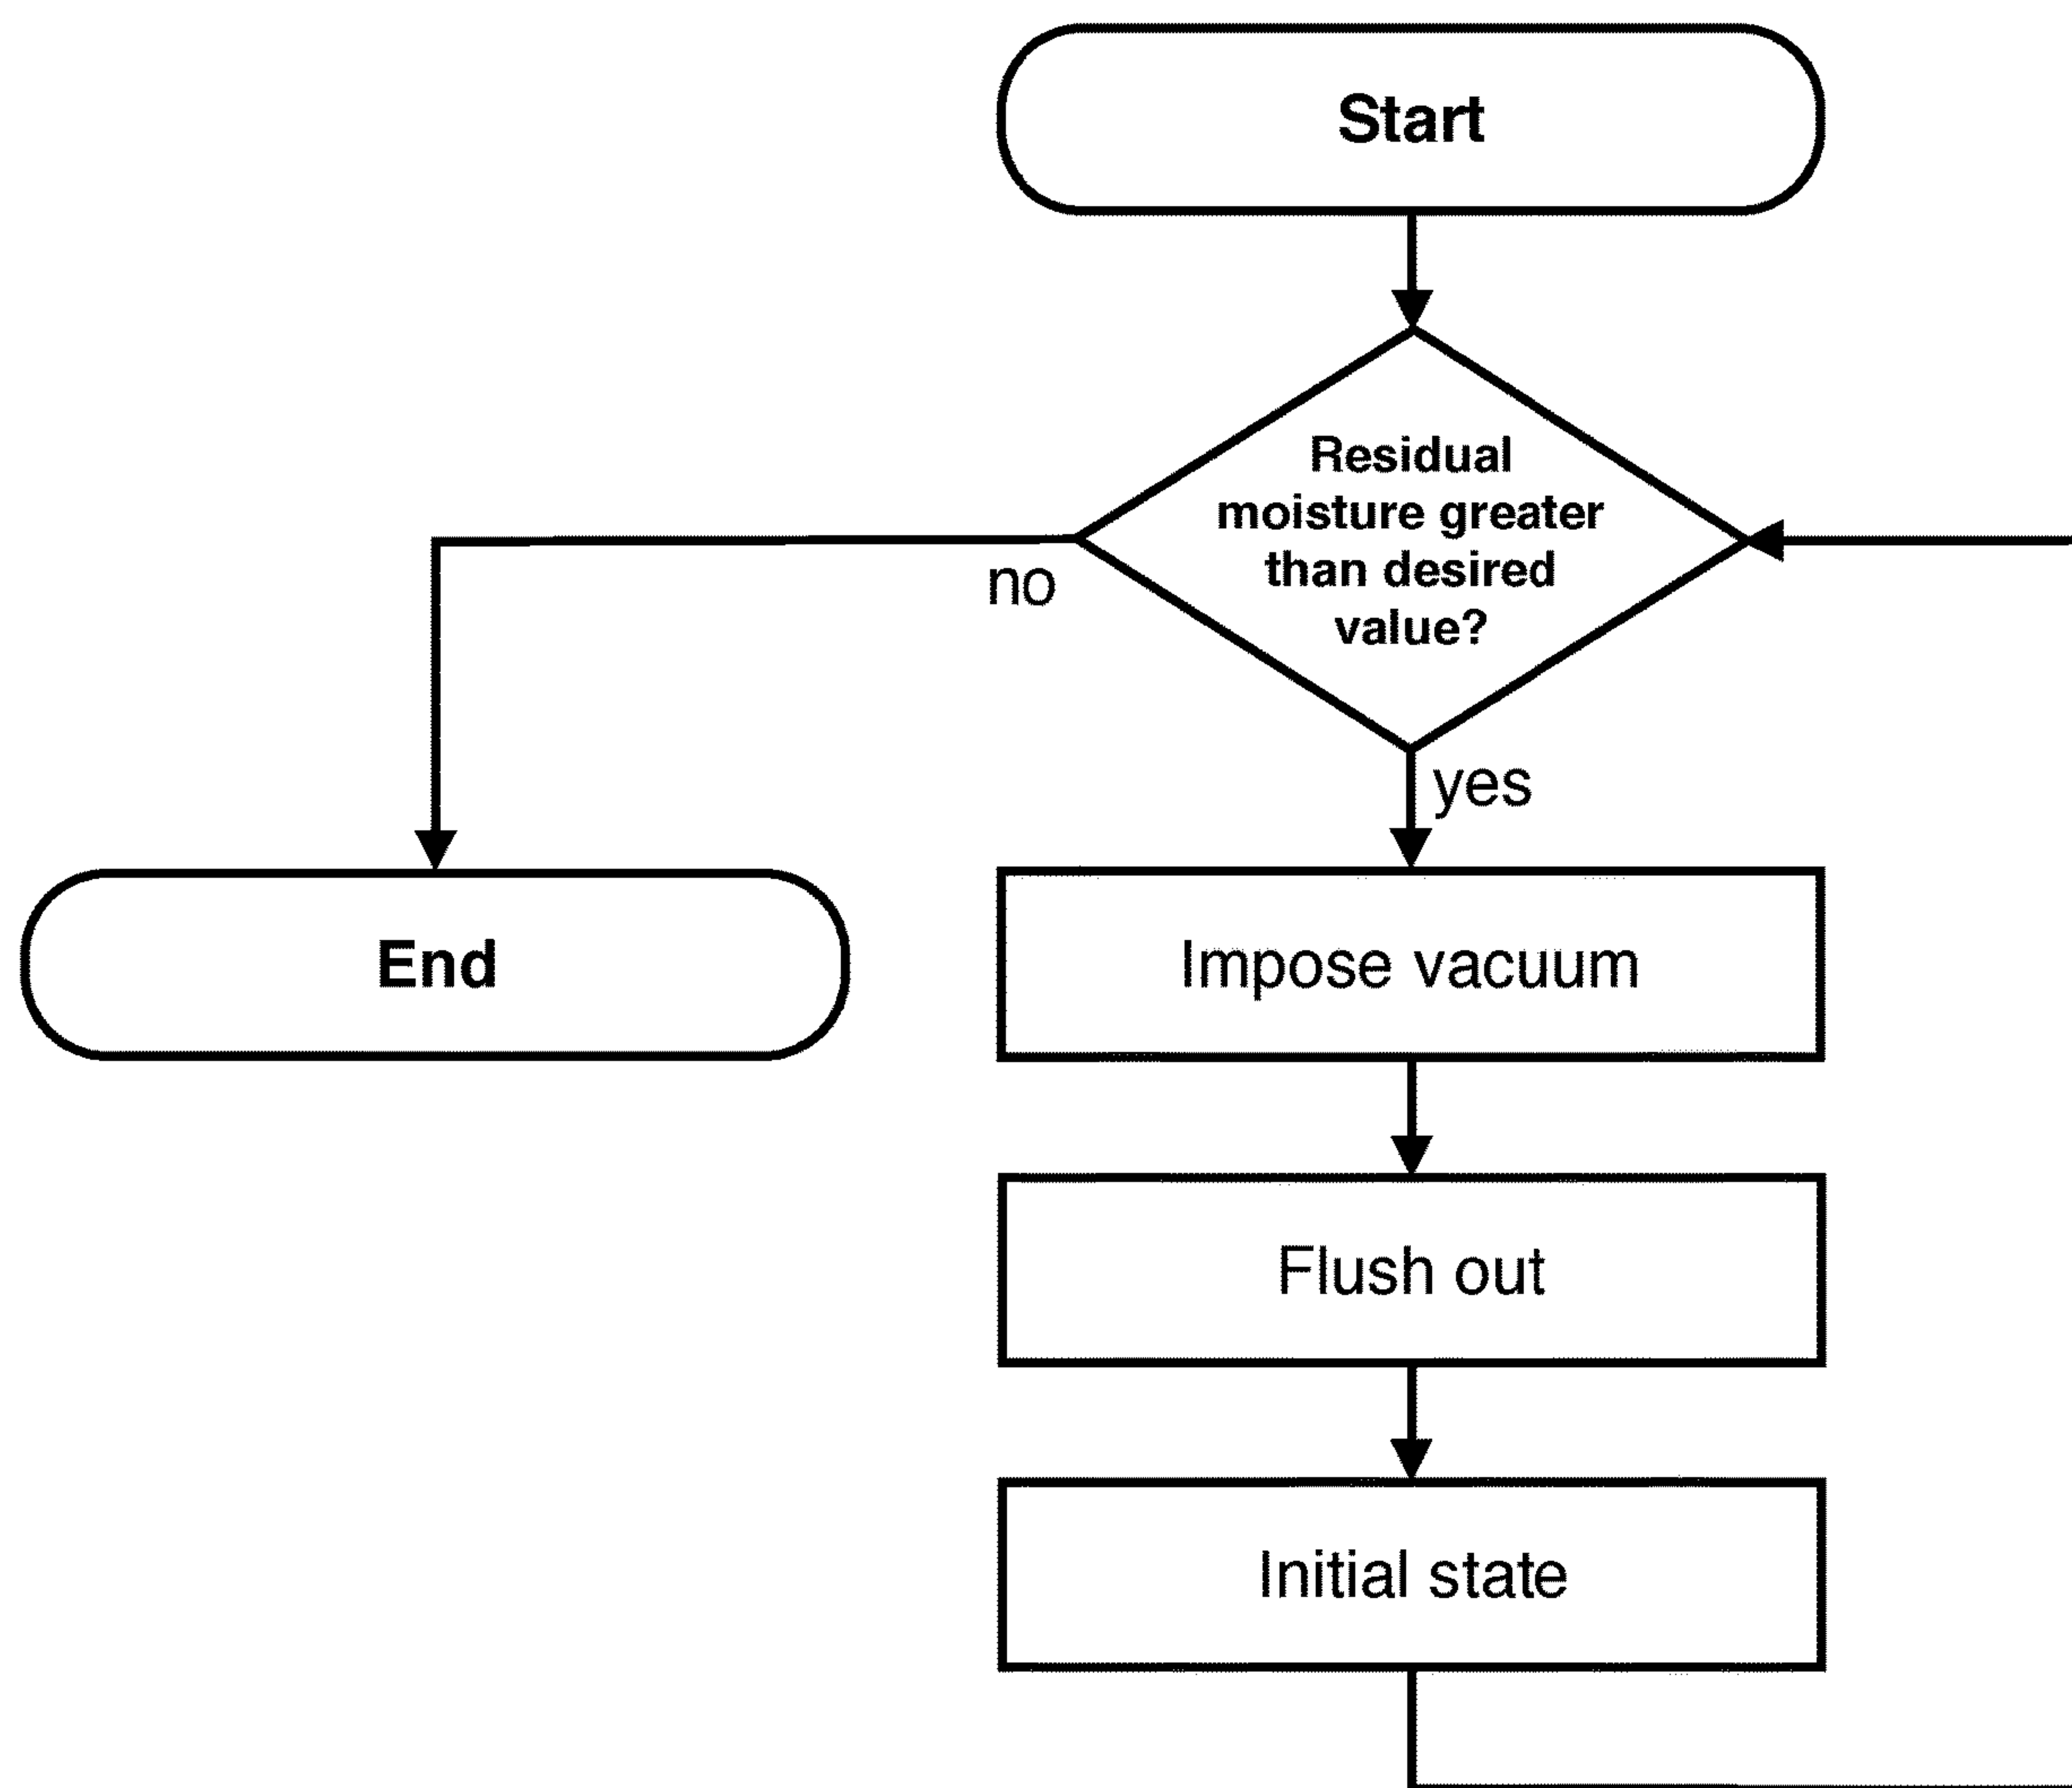 Start
Residual
moisture greater
than desired
value?
no
yes
End
Impose vacuum
Flush out
Initial state